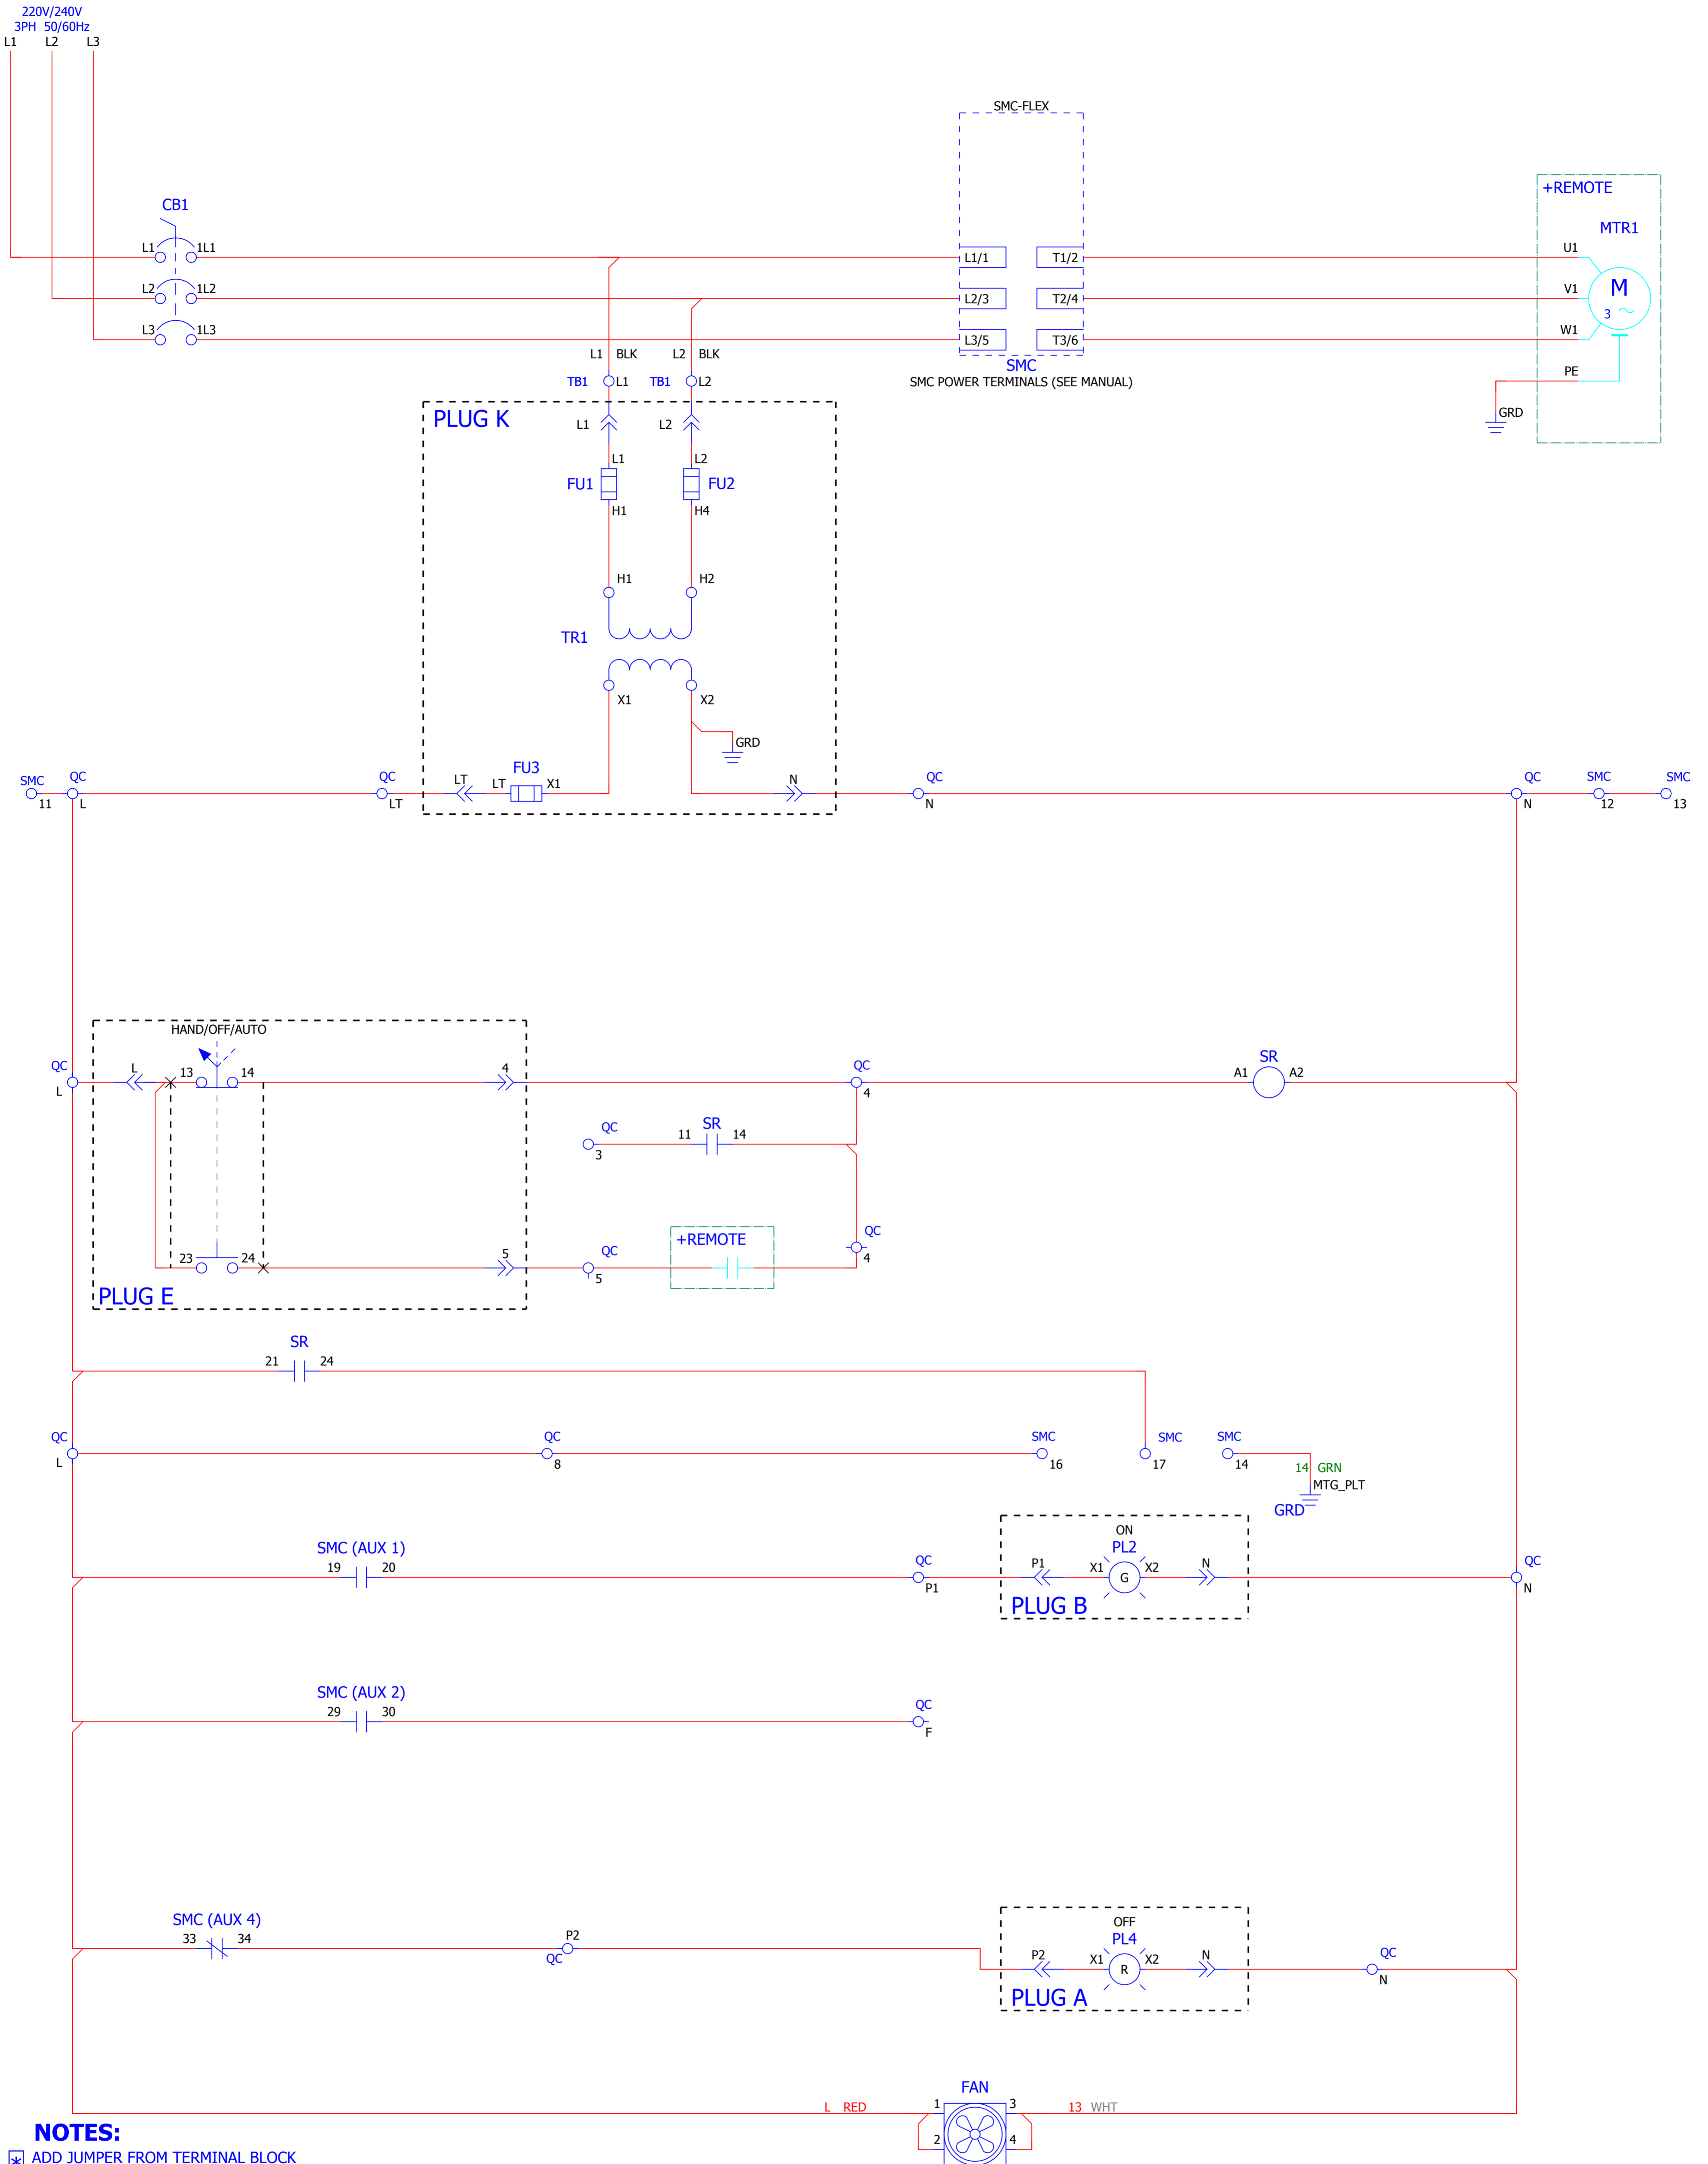 220V/240V
3PH 50/60Hz
L1 L2 L3
SMC-FLEX
+REMOTE
CB1
MTR1
L1 1L1 L1/1 T1/2 U1
L2 1L2 L2/3 T2/4 V1
M
3
L3 1L3 L3/5 T3/6 W1
L1 BLK L2 BLK
SMC
PE
TB1 L1 TB1 L2
SMC POWER TERMINALS (SEE MANUAL)
PLUG K
L1 L2
GRD
L1 L2
FU1 FU2
H1 H4
H1 H2
TR1
X1 X2
GRD
FU3
SMC QC QC LT LT X1 N QC QC SMC SMC
11 L LT N N 12 13
HAND/OFF/AUTO
QC L 13 14 4 QC A1 SR A2
L 4
QC 11 SR 14
3
+REMOTE
QC
4
23 24 5 QC
5
PLUG E
SR
21 24
QC QC SMC SMC SMC
L 8 16 17 14
14 GRN
MTG_PLT
GRD
ON
SMC (AUX 1) PL2
19 20 QC P1 X1 G X2 N QC
P1 N
PLUG B
SMC (AUX 2)
29 30 QC
F
OFF
SMC (AUX 4) PL4
33 34 P2
QC
P2 X1 R X2 N QC
N
PLUG A
FAN
L RED 1 3 13 WHT
2 4
NOTES:
* ADD JUMPER FROM TERMINAL BLOCK